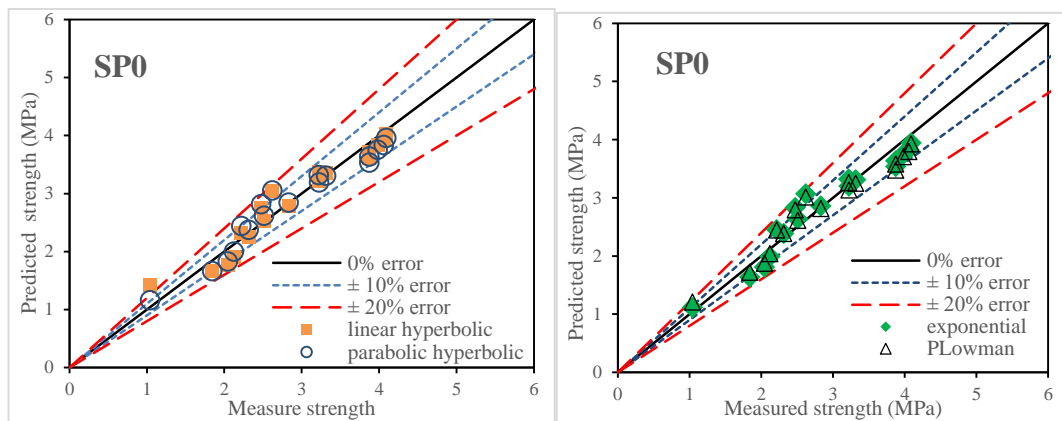 SP0
Predicted strength (MPa)
6
5
4
3
2
1
0
0% error
± 10% error
± 20% error
linear hyperbolic
parabolic hyperbolic
0 1 2 3 4 5 6
Measure strength
SP0
Predicted strength (MPa)
6
5
4
3
2
1
0
0% error
± 10% error
± 20% error
exponential
PLowman
0 1 2 3 4 5 6
Measured strength (MPa)